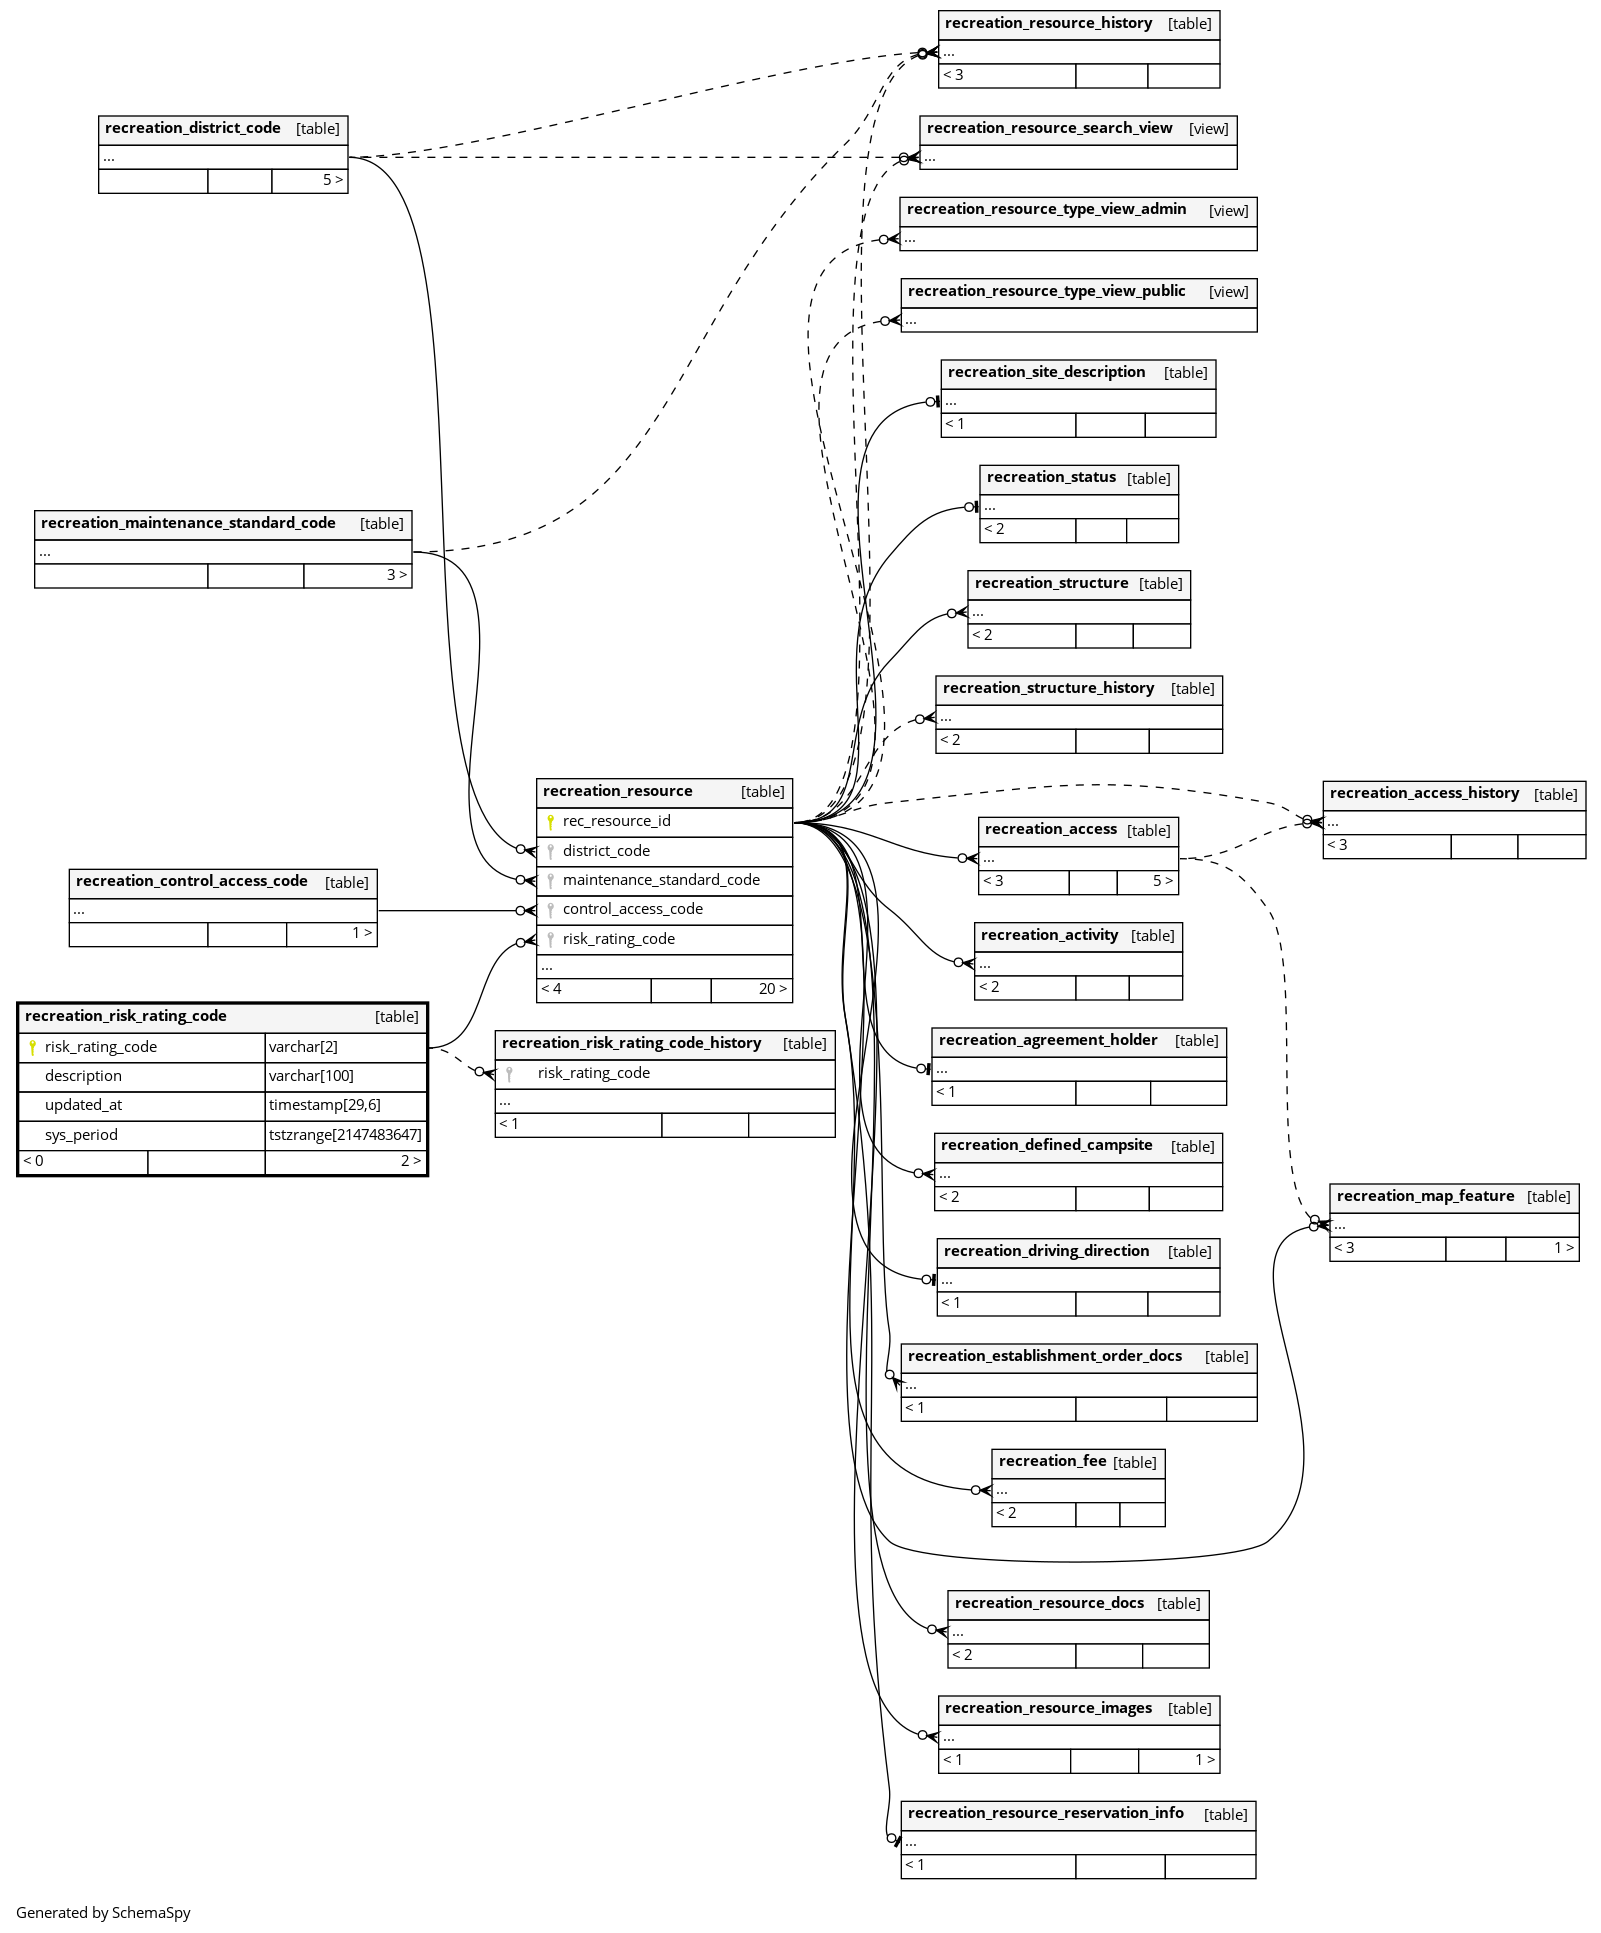 recreation_resource_history [table]
...
< 3
recreation_district_code [table]
...
5 >
recreation_resource_search_view [view]
...
recreation_resource_type_view_admin [view]
...
recreation_resource_type_view_public [view]
...
recreation_site_description [table]
...
< 1
recreation_status [table]
...
< 2
recreation_maintenance_standard_code [table]
...
3 >
recreation_structure [table]
...
< 2
recreation_structure_history [table]
...
< 2
recreation_resource [table]
rec_resource_id
district_code
maintenance_standard_code
control_access_code
risk_rating_code
...
< 4 20 >
recreation_access_history [table]
...
< 3
recreation_access [table]
...
< 3 5 >
recreation_control_access_code [table]
...
1 >
recreation_activity [table]
...
< 2
recreation_risk_rating_code [table]
risk_rating_code varchar[2]
description varchar[100]
updated_at timestamp[29,6]
sys_period tstzrange[2147483647]
< 0 2 >
recreation_risk_rating_code_history [table]
risk_rating_code
...
< 1
recreation_agreement_holder [table]
...
< 1
recreation_defined_campsite [table]
...
< 2
recreation_map_feature [table]
...
< 3 1 >
recreation_driving_direction [table]
...
< 1
recreation_establishment_order_docs [table]
...
< 1
recreation_fee [table]
...
< 2
recreation_resource_docs [table]
...
< 2
recreation_resource_images [table]
...
< 1 1 >
recreation_resource_reservation_info [table]
...
< 1
Generated by SchemaSpy